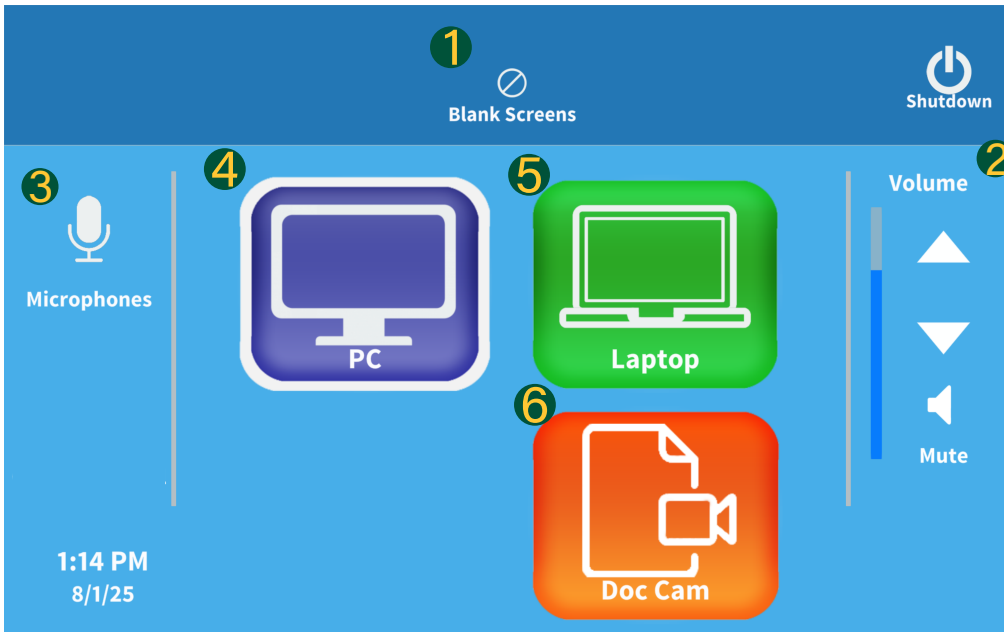 1
Blank Screens
Shutdown
2
Volume
3
Microphones
4
PC
5
Laptop
6
Doc Cam
Mute
1:14 PM
8/1/25